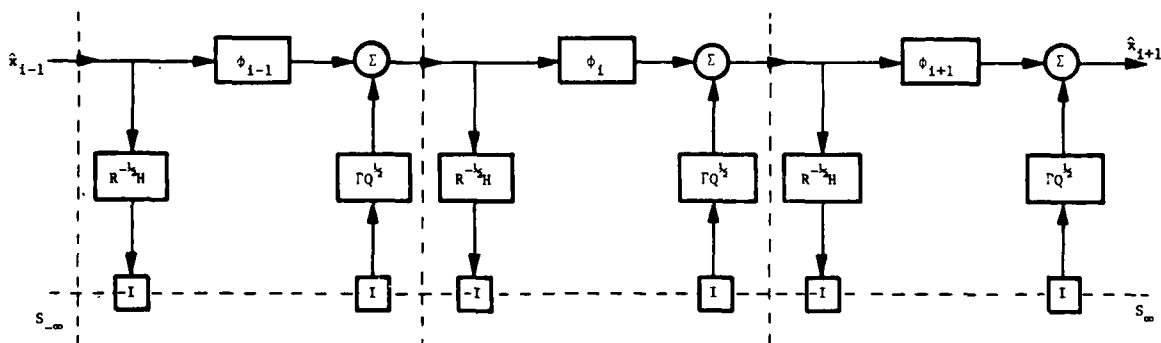 x̂ᵢ₋₁ ϕᵢ₋₁ Σ ϕᵢ Σ ϕᵢ₊₁ Σ x̂ᵢ₊₁
R⁻½H ΓQ½ R⁻½H ΓQ½ R⁻½H ΓQ½
-I I -I I -I I
S₋∞ S∞